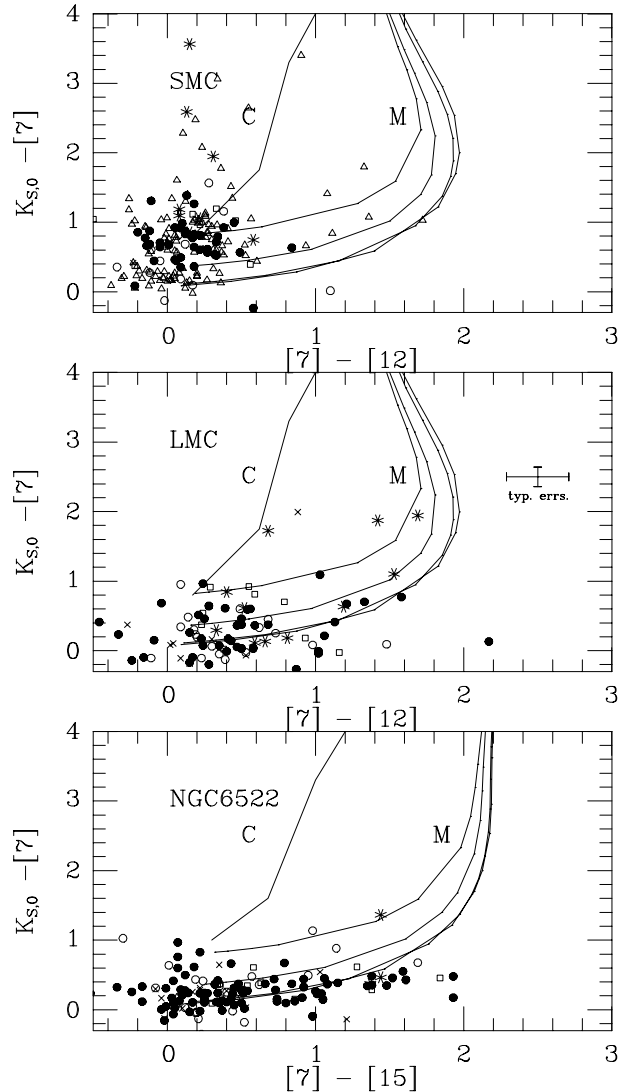 4
SMC
3
C
M
K_{S,0} – [7]
2
1
0
0
1
2
3
[7] – [12]
4
LMC
3
C
M
typ. errs.
K_{S,0} – [7]
2
1
0
0
1
2
3
[7] – [12]
4
NGC6522
3
C
M
K_{S,0} – [7]
2
1
0
0
1
2
3
[7] – [15]